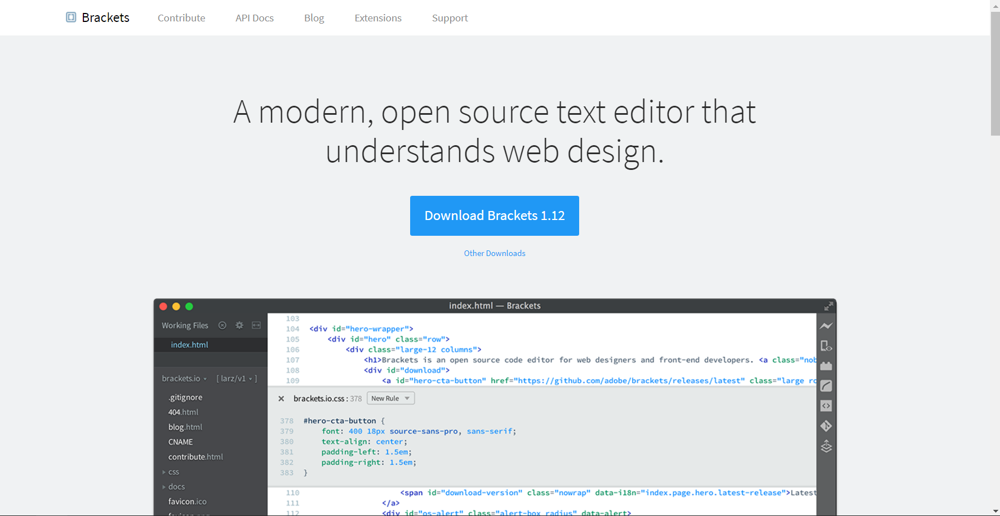 Brackets Contribute API Docs Blog Extensions Support
A modern, open source text editor that
understands web design.
Download Brackets 1.12
Other Downloads
index.html — Brackets
Working Files
index.html
brackets.io [ larz/v1 ]
.gitignore
404.html
blog.html
CNAME
contribute.html
css
docs
favicon.ico
103
104 <div id="hero-wrapper">
105 <div id="hero" class="row">
106 <div class="large-12 columns">
107 <h1>Brackets is an open source code editor for web designers and front-end developers. <a class="nob
108 <div id="download">
109 <a id="hero-cta-button" href="https://github.com/adobe/brackets/releases/latest" class="large ro
× brackets.io.css : 378 New Rule
378 #hero-cta-button {
379 font: 400 18px source-sans-pro, sans-serif;
380 text-align: center;
381 padding-left: 1.5em;
382 padding-right: 1.5em;
383 }
110 <span id="download-version" class="nowrap" data-i18n="index.page.hero.latest-release">Latest
111 </a>
112 <div id="os-alert" class="alert-box radius" data-alert>